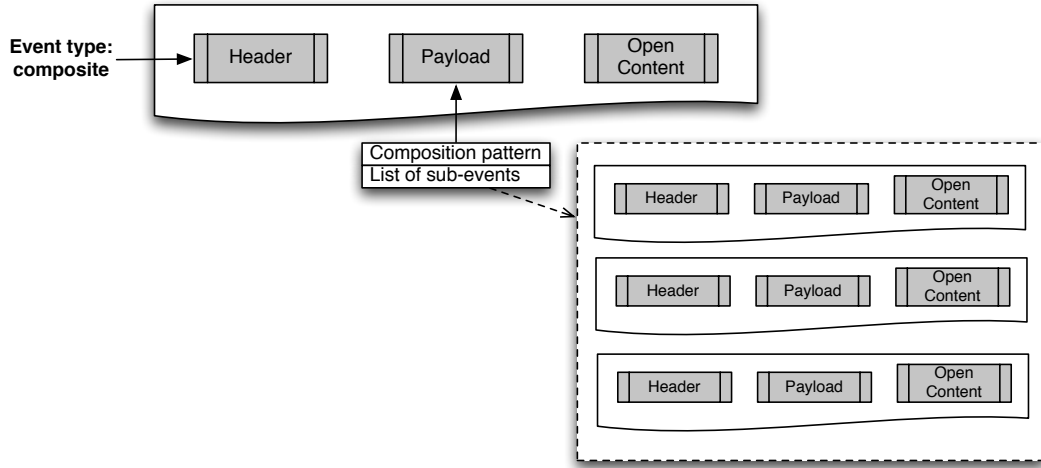 Event type:
composite
Header
Payload
Open
Content
Composition pattern
List of sub-events
Header
Payload
Open
Content
Header
Payload
Open
Content
Header
Payload
Open
Content